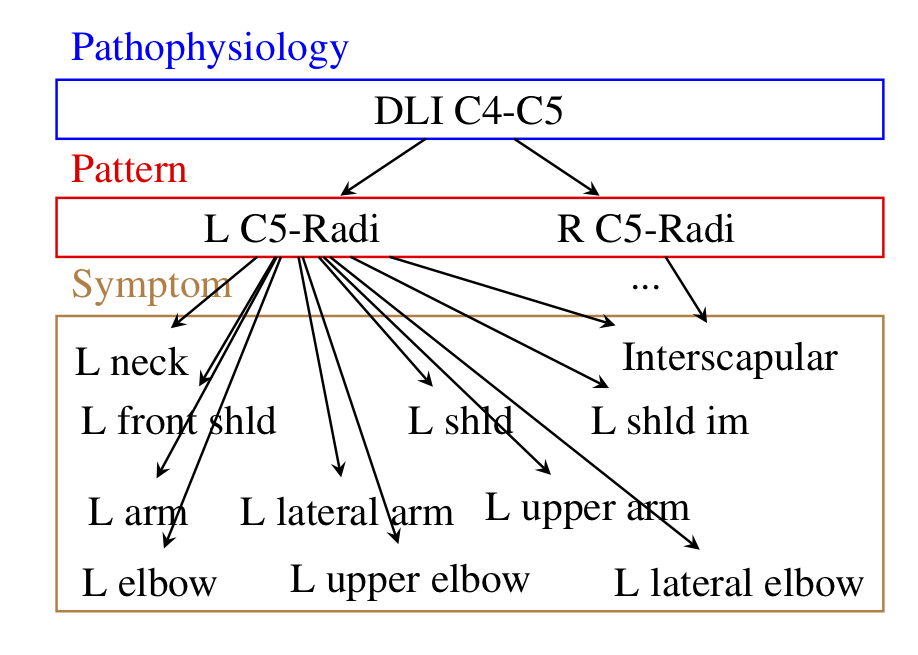 Pathophysiology
DLI C4-C5
Pattern
L C5-Radi R C5-Radi
Symptom ...
L neck Interscapular
L front shld L shld L shld im
L arm L lateral arm L upper arm
L elbow L upper elbow L lateral elbow